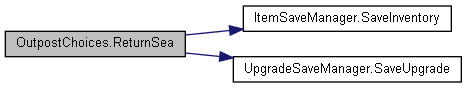 OutpostChoices.ReturnSea
ItemSaveManager.SaveInventory
UpgradeSaveManager.SaveUpgrade